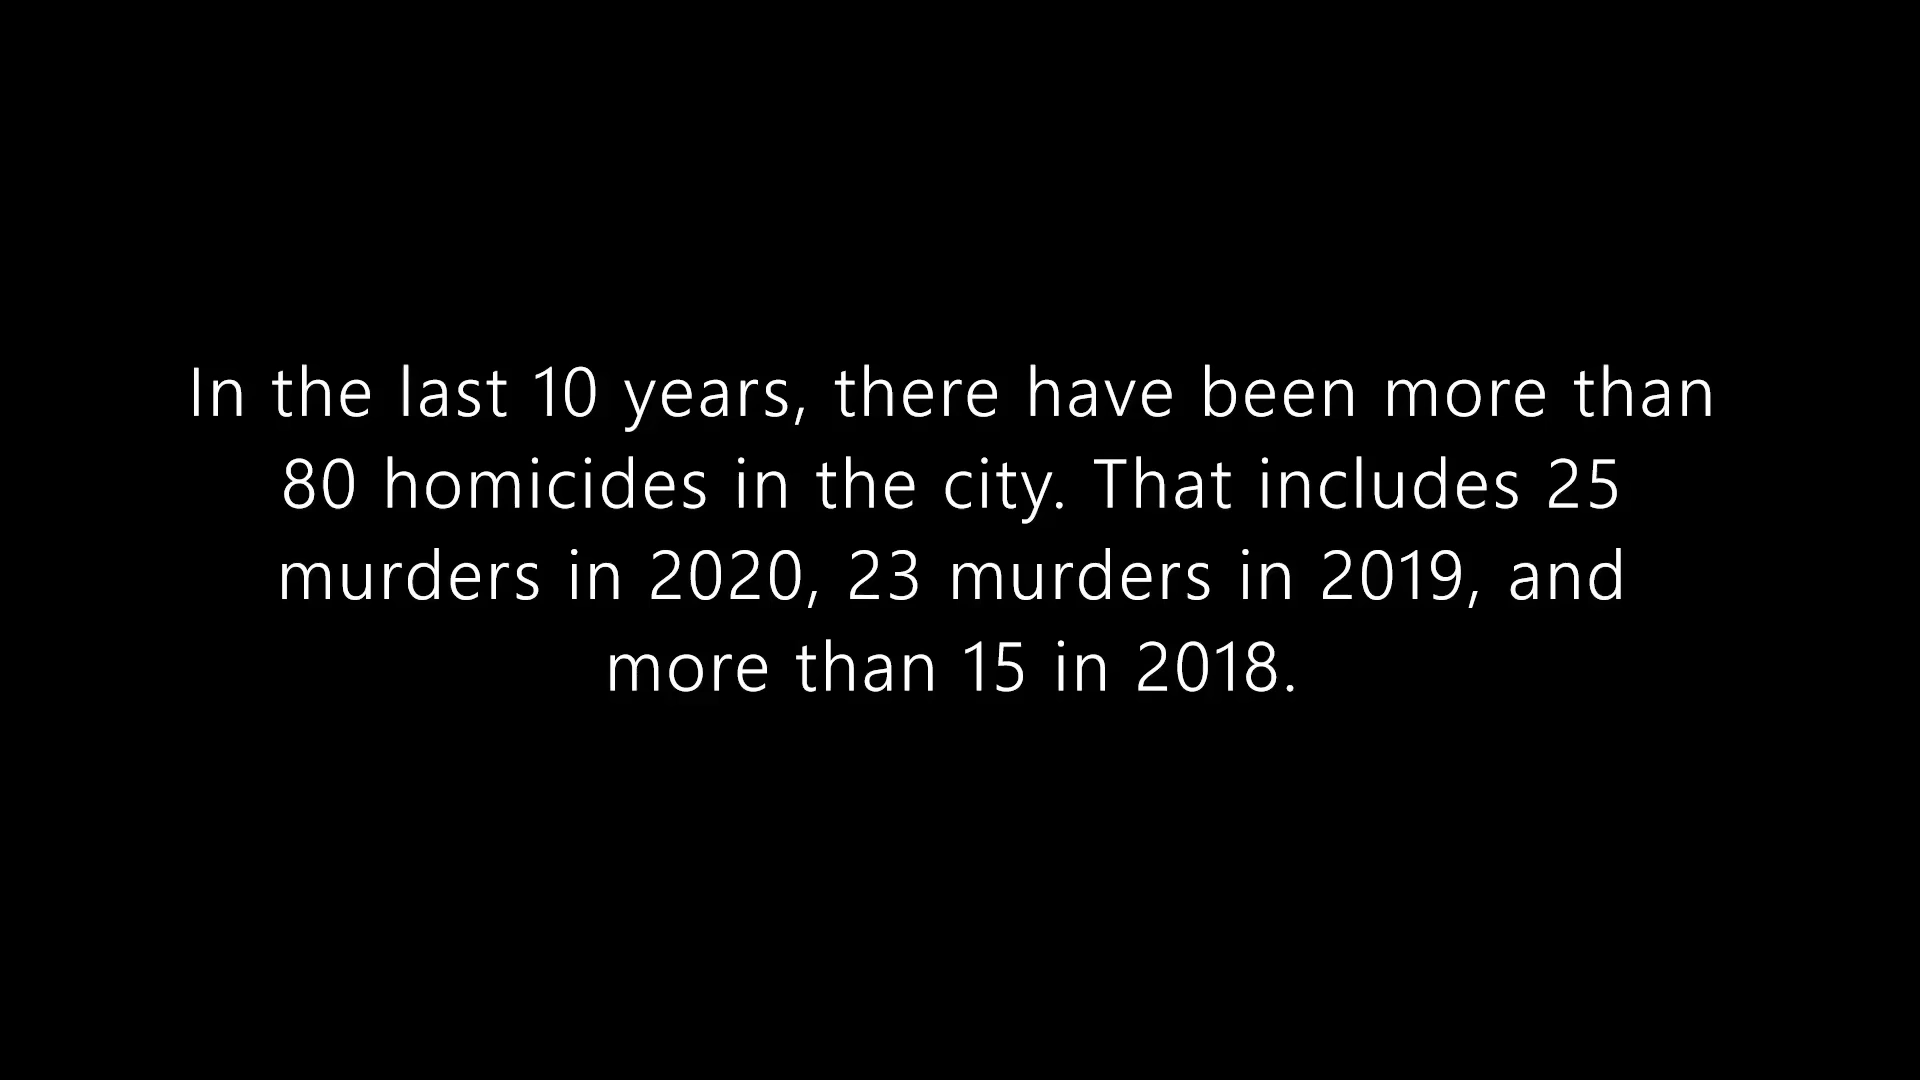 In the last 10 years, there have been more than
80 homicides in the city. That includes 25
murders in 2020, 23 murders in 2019, and
more than 15 in 2018.